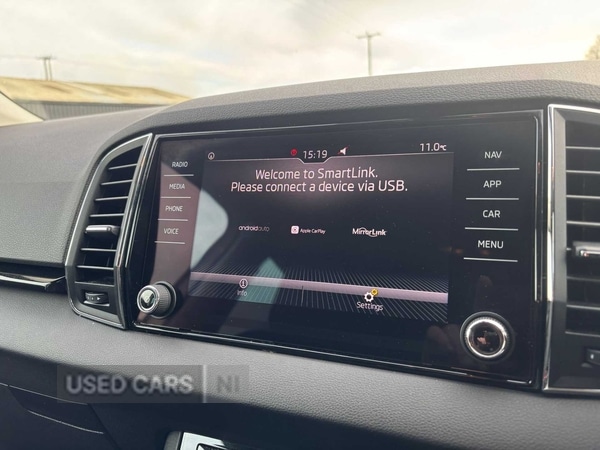 RADIO
MEDIA
PHONE
VOICE
15:19
11.0°C
Welcome to SmartLink.
Please connect a device via USB.
androidauto
Apple CarPlay
MirrorLink
Info
Settings
NAV
APP
CAR
MENU
USED CARS NI